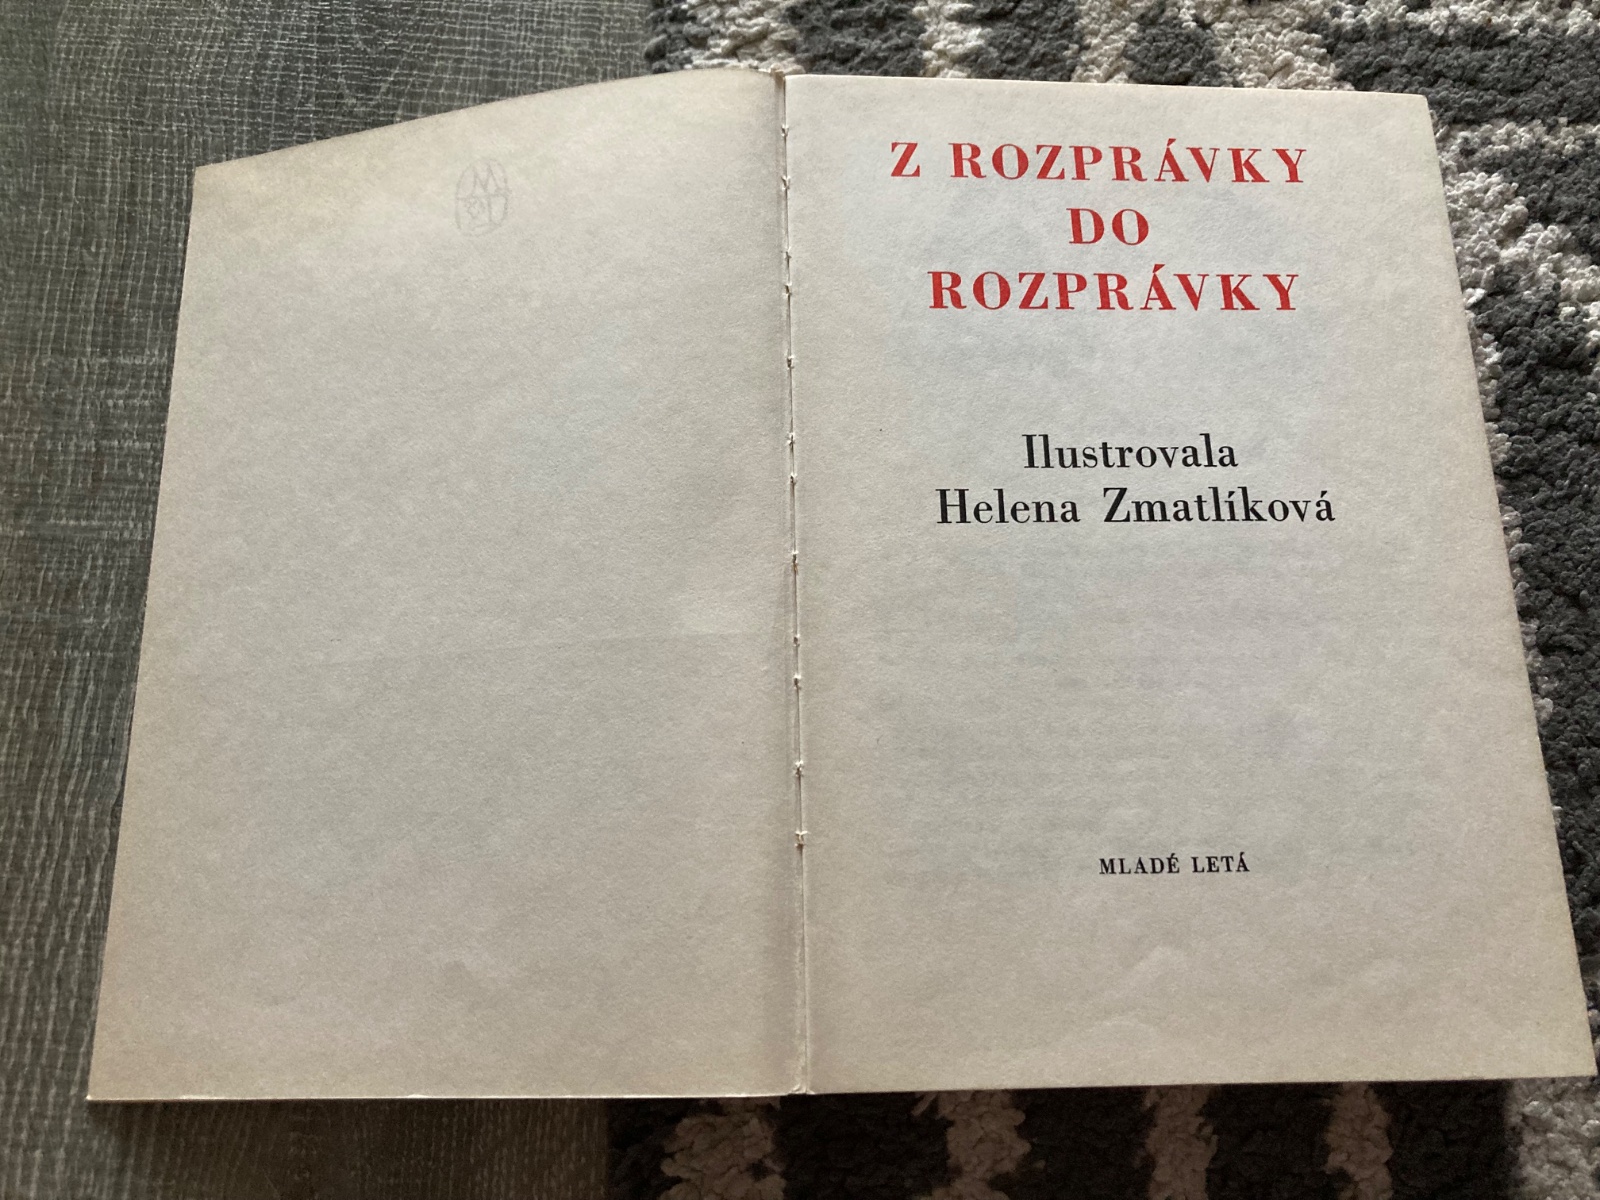 Z ROZPRÁVKY
DO
ROZPRÁVKY
Ilustrovala
Helena Zmatlíková
MLADÉ LETÁ